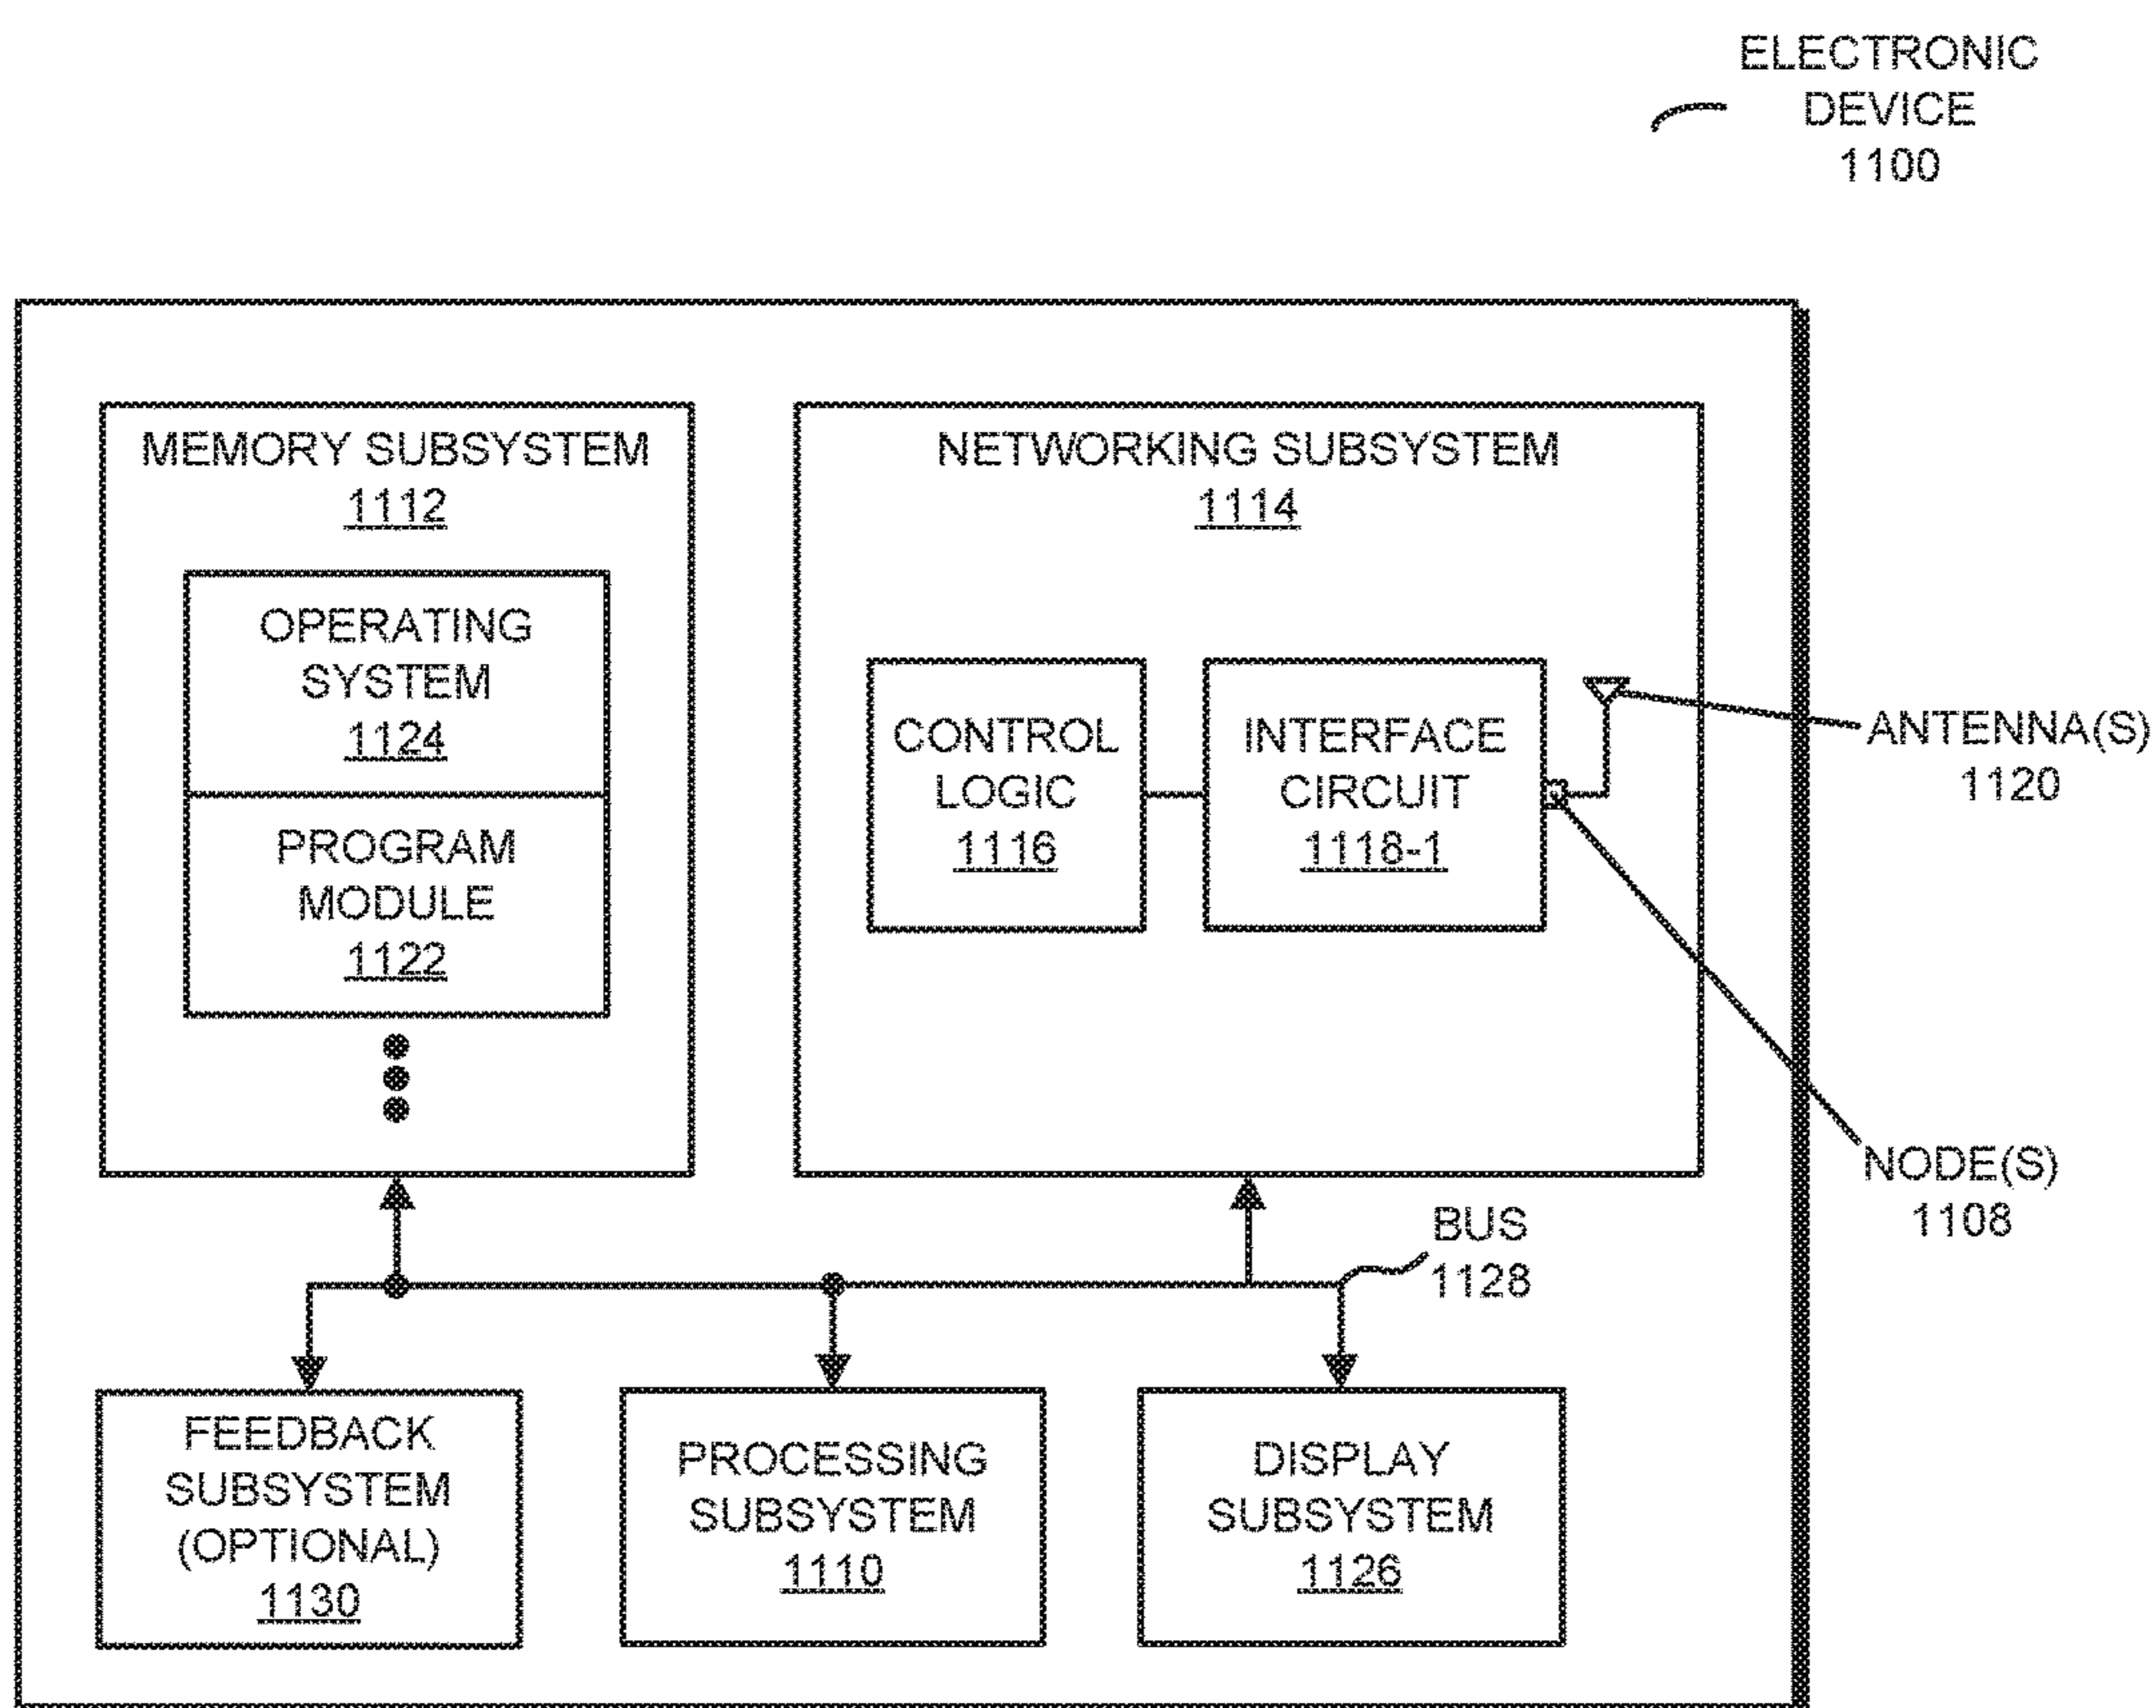 ELECTRONIC
DEVICE
1100
MEMORY SUBSYSTEM
1112
OPERATING
SYSTEM
1124
PROGRAM
MODULE
1122
NETWORKING SUBSYSTEM
1114
CONTROL
LOGIC
1116
INTERFACE
CIRCUIT
1118-1
ANTENNA(S)
1120
NODE(S)
1108
BUS
1128
FEEDBACK
SUBSYSTEM
(OPTIONAL)
1130
PROCESSING
SUBSYSTEM
1110
DISPLAY
SUBSYSTEM
1126